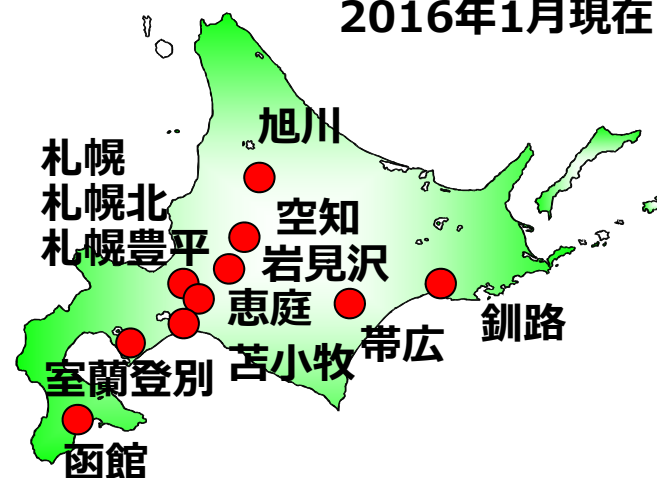 2016年1月現在
旭川
札幌
札幌北
札幌豊平
空知
岩見沢
恵庭
釧路
帯広
苫小牧
室蘭登別
函館